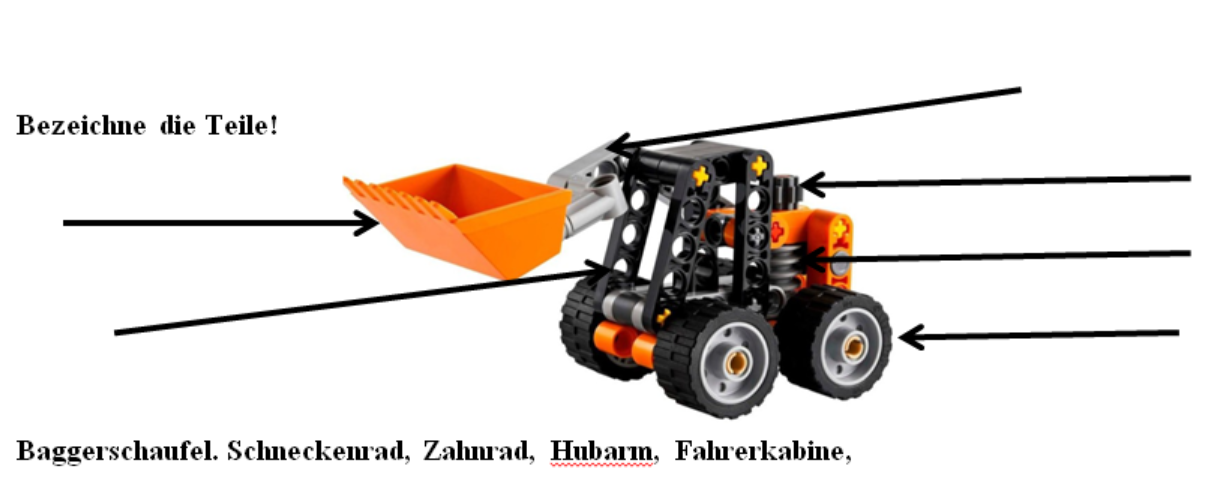 Bezeichne die Teile!
Baggerschaufel. Schneckenrad, Zahnrad, Hubarm, Fahrerkabine,